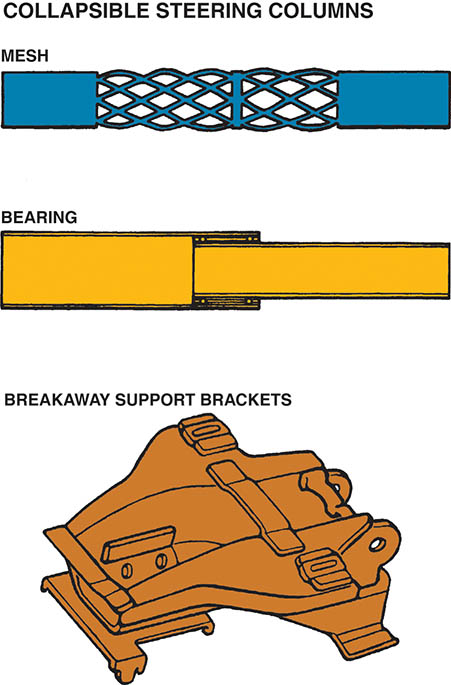 COLLAPSIBLE STEERING COLUMNS
MESH
BEARING
BREAKAWAY SUPPORT BRACKETS